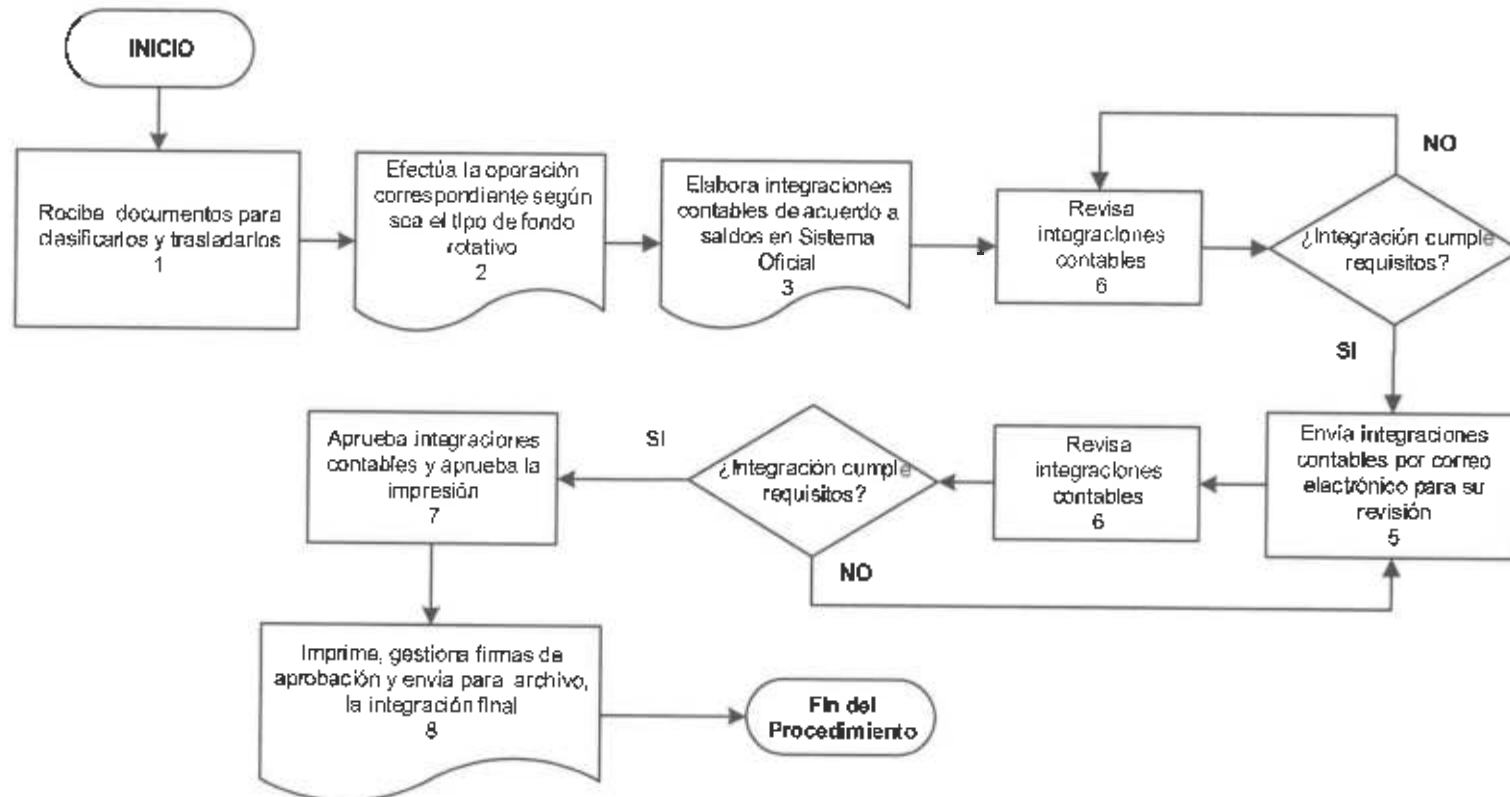 INICIO
Recibe documentos para
clasificarlos y trasladarlos
1
Efectúa la operación
correspondiente según
sea el tipo de fondo
rotativo
2
Elabora integraciones
contables de acuerdo a
saldos en Sistema
Oficial
3
Revisa
integraciones
contables
6
¿Integración cumple
requisitos?
NO
SI
Envía integraciones
contables por correo
electrónico para su
revisión
5
Revisa
integraciones
contables
6
¿Integración cumple
requisitos?
SI
NO
Aprueba integraciones
contables y aprueba la
impresión
7
Imprime, gestiona firmas de
aprobación y envía para archivo,
la integración final
8
Fin del
Procedimiento